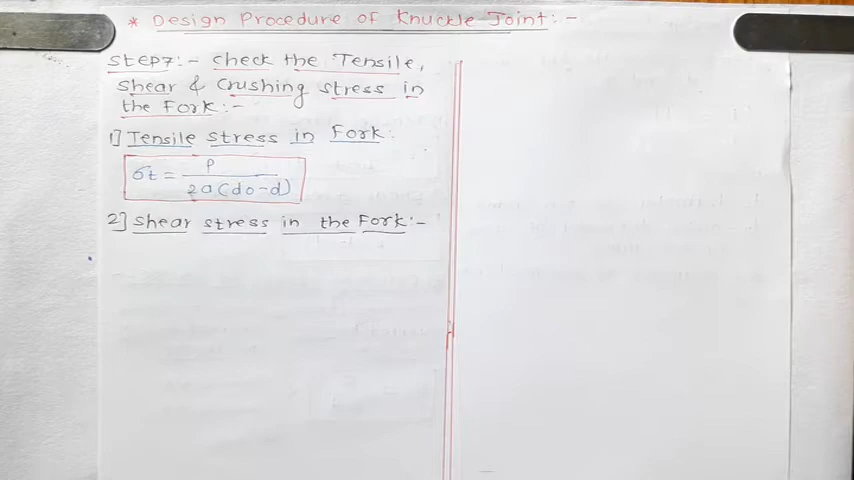 * Design Procedure of Knuckle Joint:-
STEP7:- Check the Tensile,
Shear & Crushing stress in
the Fork:-
1] Tensile stress in Fork:
σt = P / 2a(do-d)
2] Shear stress in the Fork:-